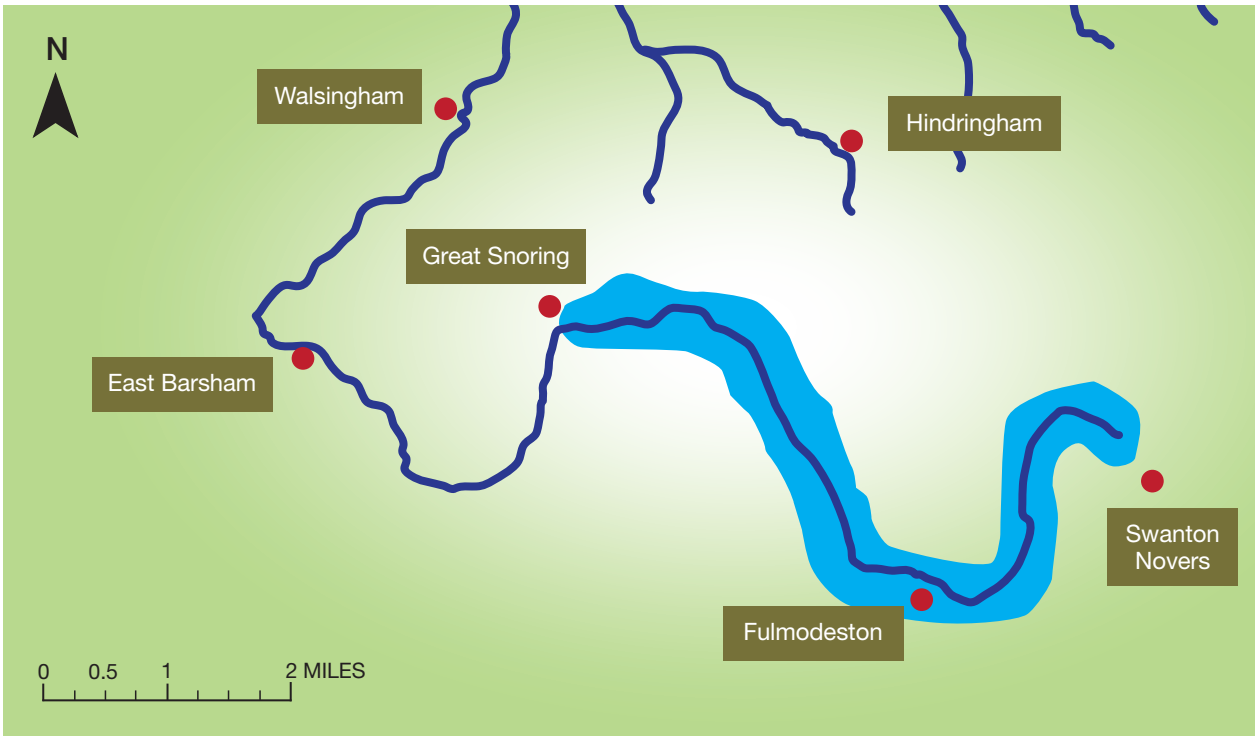 N
Walsingham
Hindringham
Great Snoring
East Barsham
Swanton
Novers
Fulmodeston
0 0.5 1 2 MILES